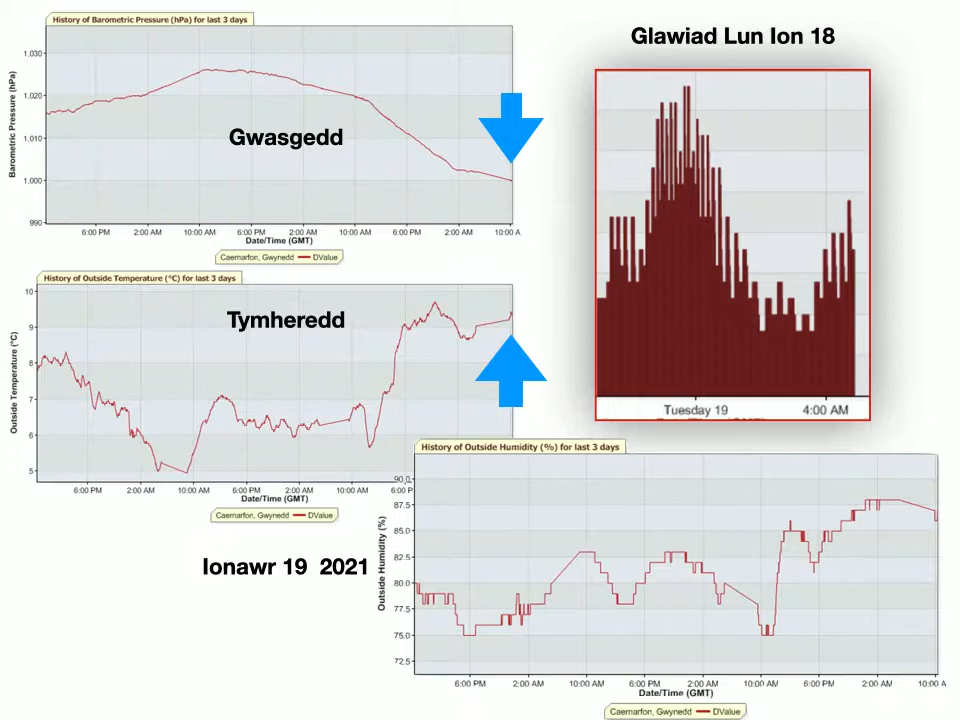 History of Barometric Pressure (hPa) for last 3 days
Glawiad Lun Ion 18
Barometric Pressure (hPa)
1,030
1,020
1,010
1,000
990
Gwasgedd
6:00 PM 2:00 AM 10:00 AM 6:00 PM 2:00 AM 10:00 AM 6:00 PM 2:00 AM 10:00 A
Date/Time (GMT)
Caernarfon, Gwynedd DValue
History of Outside Temperature (°C) for last 3 days
Outside Temperature (°C)
10
9
8
7
6
5
Tymheredd
6:00 PM 2:00 AM 10:00 AM 6:00 PM 2:00 AM 10:00 AM 6:00 P
Date/Time (GMT)
Caernarfon, Gwynedd DValue
Tuesday 19 4:00 AM
Ionawr 19 2021
History of Outside Humidity (%) for last 3 days
Outside Humidity (%)
90.0
87.5
85.0
82.5
80.0
77.5
75.0
72.5
6:00 PM 2:00 AM 10:00 AM 6:00 PM 2:00 AM 10:00 AM 6:00 PM 2:00 AM 10:00 A
Date/Time (GMT)
Caernarfon, Gwynedd DValue